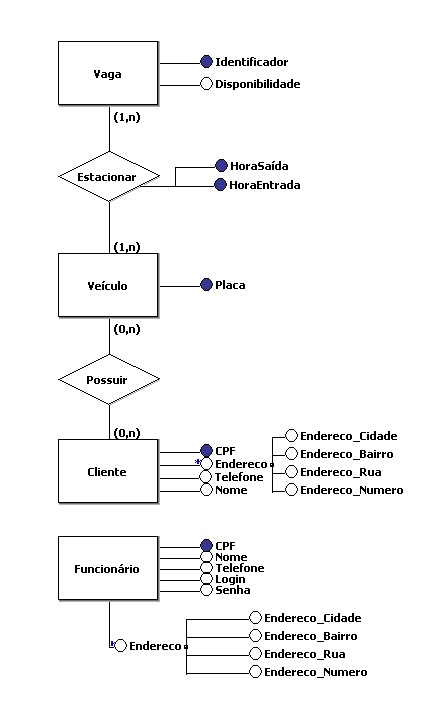 Vaga
Identificador
Disponibilidade
(1,n)
HoraSaída
Estacionar
HoraEntrada
(1,n)
Veículo
Placa
(0,n)
Possuir
(0,n)
Cliente
CPF
* Endereco
Telefone
Nome
Endereco_Cidade
Endereco_Bairro
Endereco_Rua
Endereco_Numero
Funcionário
CPF
Nome
Telefone
Login
Senha
* Endereco
Endereco_Cidade
Endereco_Bairro
Endereco_Rua
Endereco_Numero